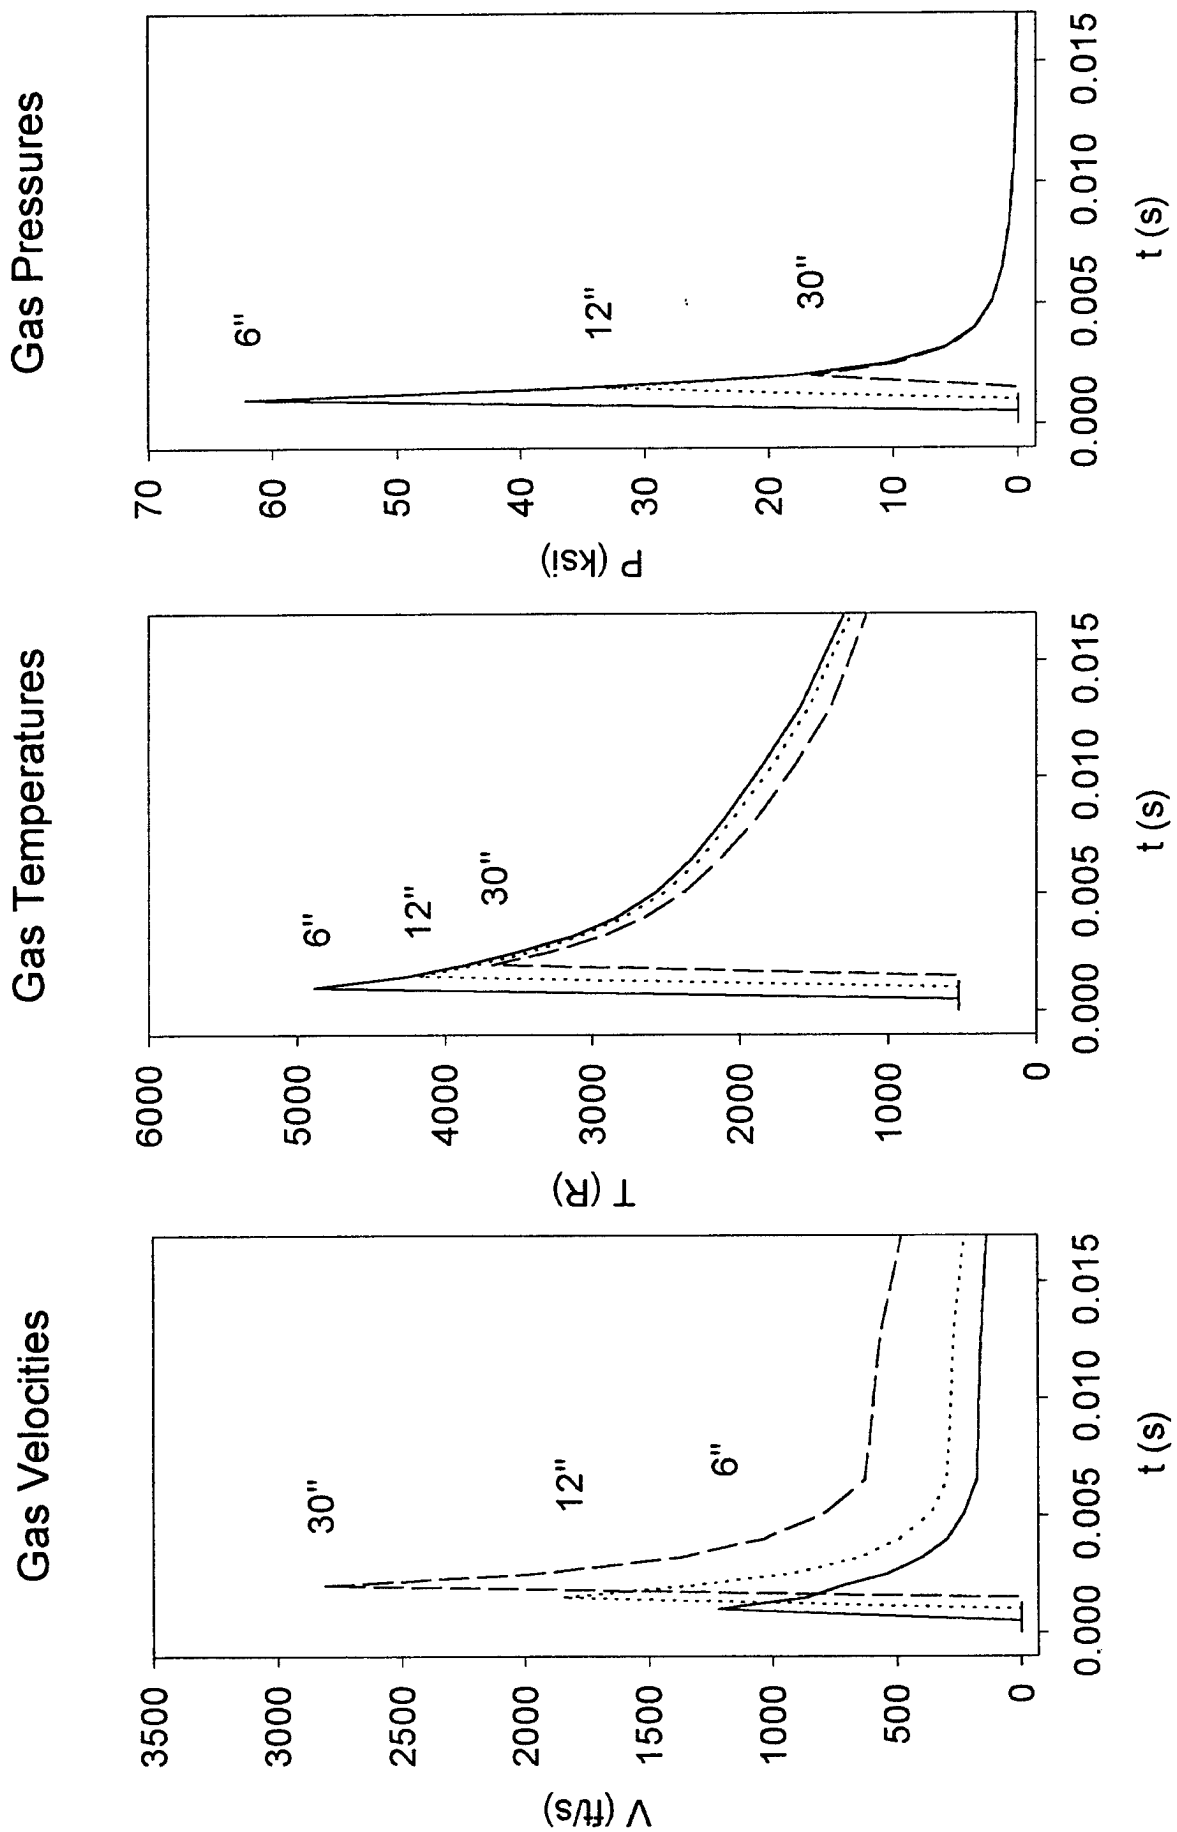 Gas Velocities
V (ft/s)
3500
3000
2500
2000
1500
1000
500
0
30"
12"
6"
0.000 0.005 0.010 0.015
t (s)
Gas Temperatures
T (R)
6000
5000
4000
3000
2000
1000
0
6"
12"
30"
0.000 0.005 0.010 0.015
t (s)
Gas Pressures
P (ksi)
70
60
50
40
30
20
10
0
6"
12"
30"
0.000 0.005 0.010 0.015
t (s)